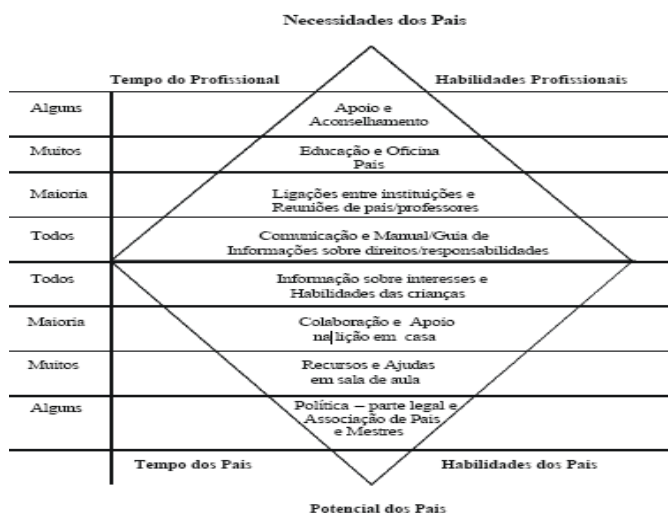 Necessidades dos Pais
Tempo do Profissional
Habilidades Profissionais
Alguns
Apoio e
Aconselhamento
Muitos
Educação e Oficina
Pais
Maioria
Ligações entre instituições e
Reuniões de pais/professores
Todos
Comunicação e Manual/Guia de
Informações sobre direitos/responsabilidades
Todos
Informação sobre interesses e
Habilidades das crianças
Maioria
Colaboração e Apoio
na lição em casa
Muitos
Recursos e Ajudas
em sala de aula
Alguns
Política – parte legal e
Associação de Pais
e Mestres
Tempo dos Pais
Habilidades dos Pais
Potencial dos Pais